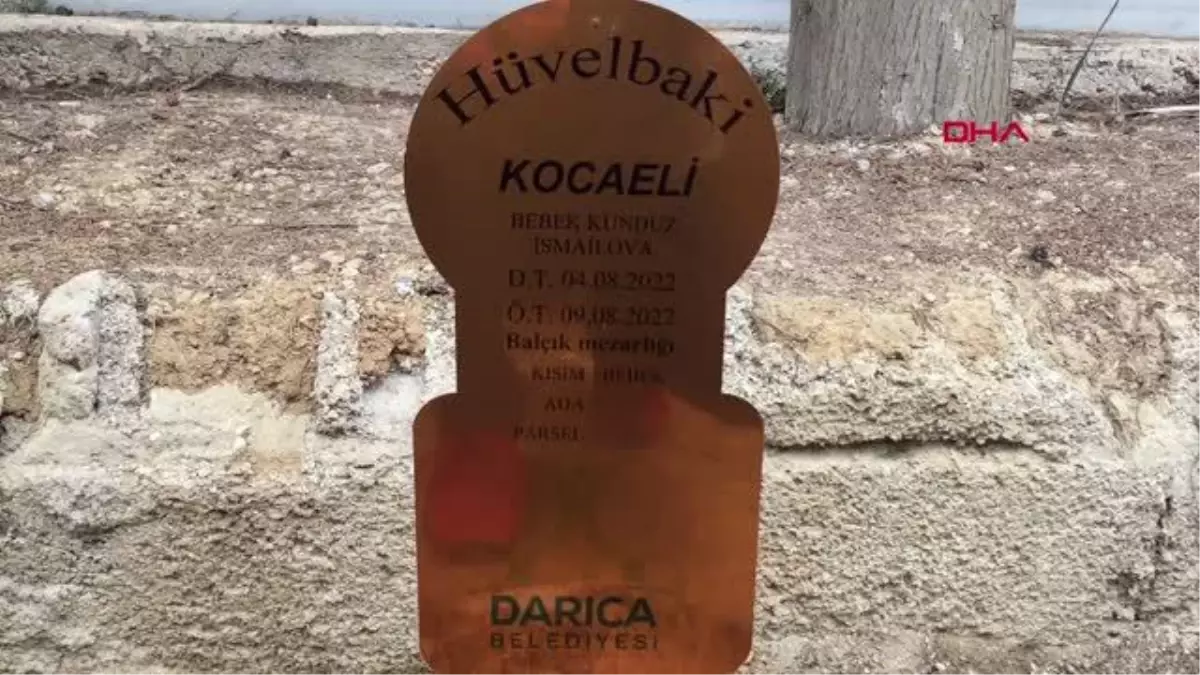 Hüvelbaki
DHA
KOCAELİ
BEBEK KUNDUZ
İSMAİLOVA
D.T. 04.08.2022
Ö.T. 09.08.2022
Balçık mezarlığı
KISIM BEBEK
ADA
PARSEL
DARICA
BELEDİYESİ